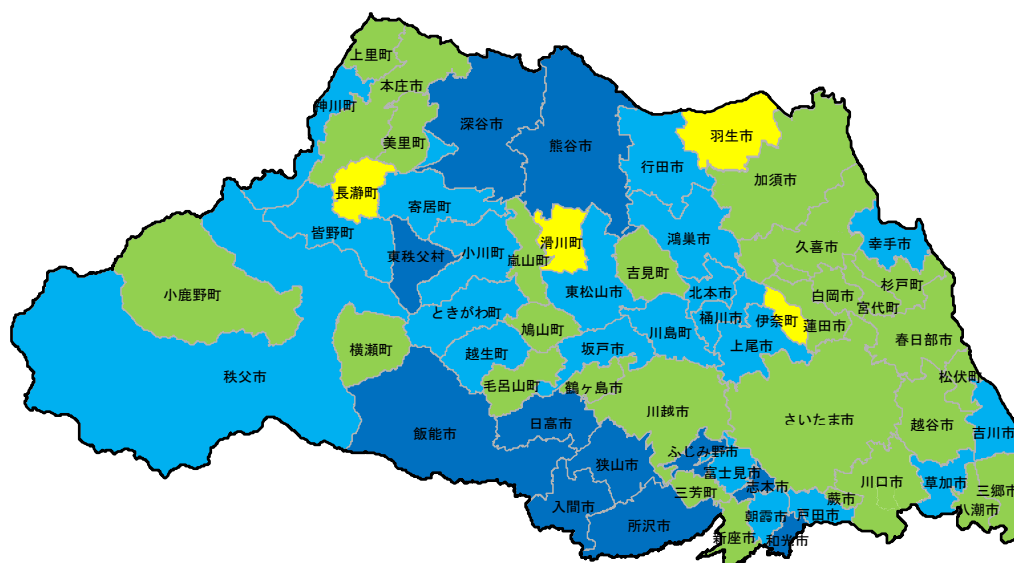 上里町
本庄市
神川町
美里町
深谷市
熊谷市
羽生市
行田市
加須市
長瀞町
寄居町
皆野町
東秩父村
小川町
嵐山町
滑川町
東松山市
吉見町
鴻巣市
久喜市
幸手市
小鹿野町
北本市
白岡市
杉戸町
宮代町
ときがわ町
鳩山町
川島町
桶川市
伊奈町
蓮田市
上尾市
春日部市
横瀬町
越生町
坂戸市
秩父市
毛呂山町
鶴ヶ島市
松伏町
川越市
さいたま市
越谷市
吉川市
飯能市
日高市
狭山市
ふじみ野市
富士見市
志木市
三芳町
川口市
草加市
三郷市
入間市
所沢市
朝霞市
戸田市
蕨市
八潮市
新座市
和光市